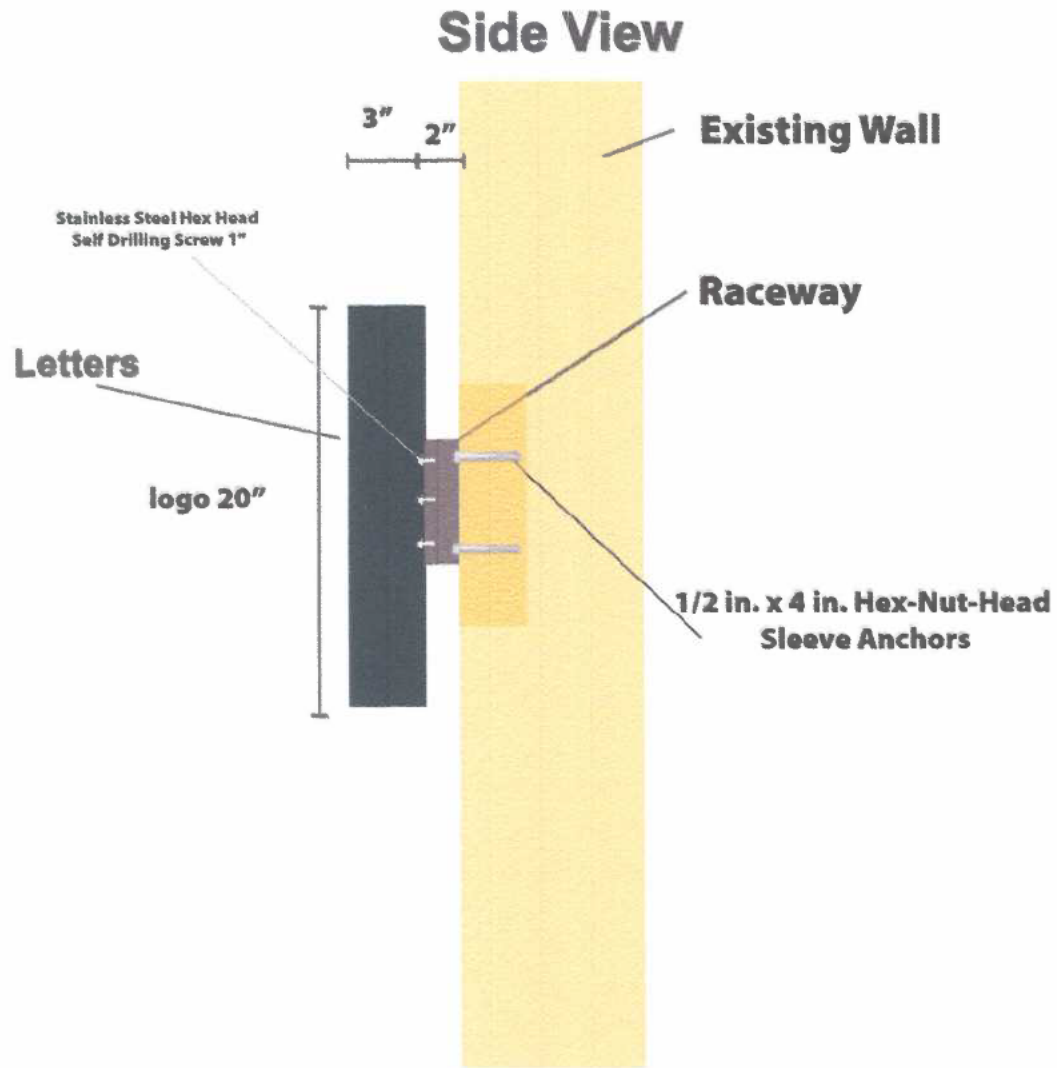 Side View
3"
2"
Existing Wall
Stainless Steel Hex Head
Self Drilling Screw 1"
Raceway
Letters
logo 20"
1/2 in. x 4 in. Hex-Nut-Head
Sleeve Anchors